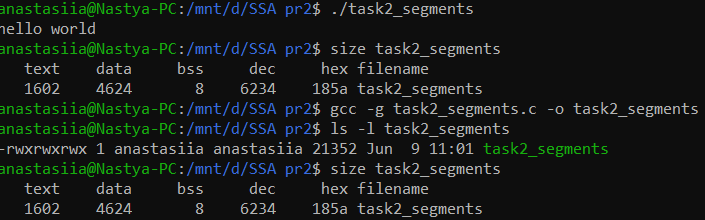 anastasiia@Nastya-PC:/mnt/d/SSA pr2$ ./task2_segments
hello world
anastasiia@Nastya-PC:/mnt/d/SSA pr2$ size task2_segments
   text    data     bss     dec     hex filename
   1602    4624       8    6234    185a task2_segments
anastasiia@Nastya-PC:/mnt/d/SSA pr2$ gcc -g task2_segments.c -o task2_segments
anastasiia@Nastya-PC:/mnt/d/SSA pr2$ ls -l task2_segments
-rwxrwxrwx 1 anastasiia anastasiia 21352 Jun  9 11:01 task2_segments
anastasiia@Nastya-PC:/mnt/d/SSA pr2$ size task2_segments
   text    data     bss     dec     hex filename
   1602    4624       8    6234    185a task2_segments